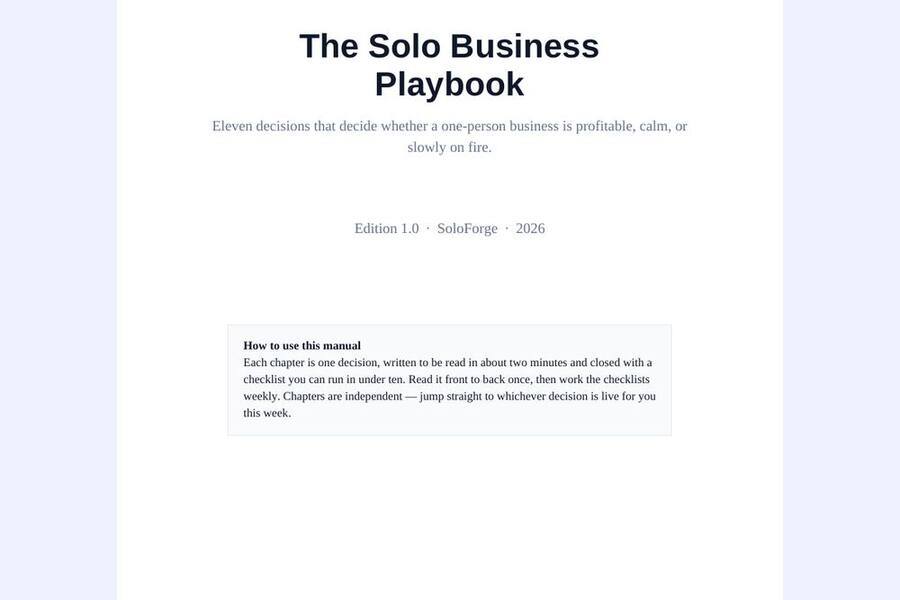 The Solo Business
Playbook
Eleven decisions that decide whether a one-person business is profitable, calm, or
slowly on fire.
Edition 1.0 · SoloForge · 2026
How to use this manual
Each chapter is one decision, written to be read in about two minutes and closed with a
checklist you can run in under ten. Read it front to back once, then work the checklists
weekly. Chapters are independent — jump straight to whichever decision is live for you
this week.